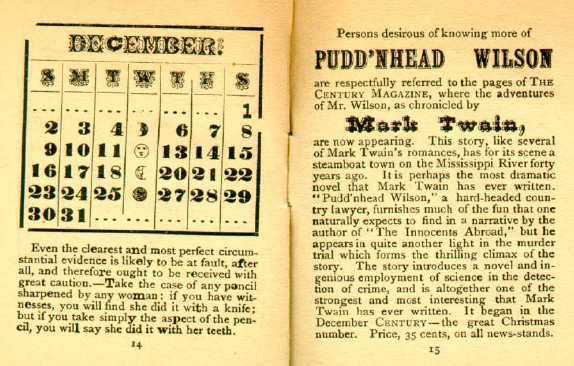 DECEMBER.
S M T W T F S
1
2 3 4 6 7 8
9 10 11 13 14 15
16 17 18 20 21 22
23 24 25 27 28 29
30 31
Even the clearest and most perfect circum-
stantial evidence is likely to be at fault, after
all, and therefore ought to be received with
great caution.—Take the case of any pencil
sharpened by any woman: if you have wit-
nesses, you will find she did it with a knife;
but if you take simply the aspect of the pen-
cil, you will say she did it with her teeth.
14
Persons desirous of knowing more of
PUDD'NHEAD WILSON
are respectfully referred to the pages of THE
CENTURY MAGAZINE, where the adventures
of Mr. Wilson, as chronicled by
Mark Twain,
are now appearing. This story, like several
of Mark Twain's romances, has for its scene a
steamboat town on the Mississippi River forty
years ago. It is perhaps the most dramatic
novel that Mark Twain has ever written.
"Pudd'nhead Wilson," a hard-headed coun-
try lawyer, furnishes much of the fun that one
naturally expects to find in a narrative by the
author of "The Innocents Abroad," but he
appears in quite another light in the murder
trial which forms the thrilling climax of the
story. The story introduces a novel and in-
genious employment of science in the detec-
tion of crime, and is altogether one of the
strongest and most interesting that Mark
Twain has ever written. It began in the
December CENTURY—the great Christmas
number. Price, 35 cents, on all news-stands.
15